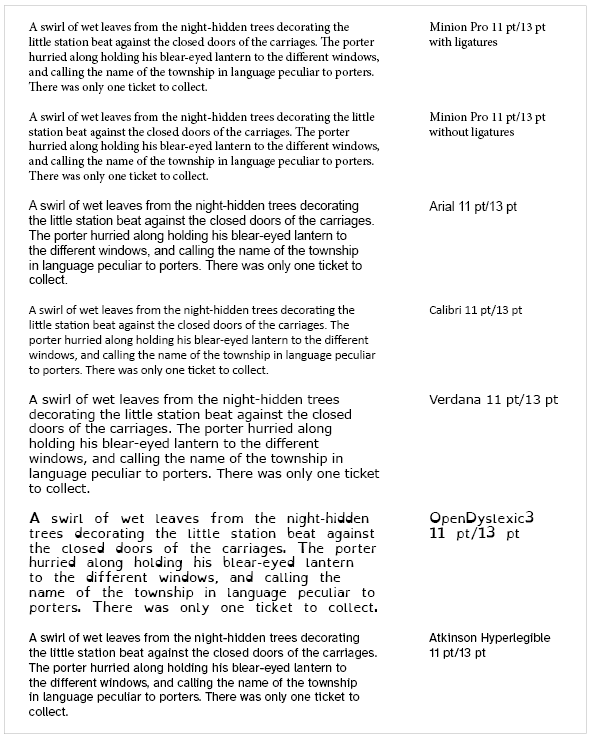 A swirl of wet leaves from the night-hidden trees decorating the
little station beat against the closed doors of the carriages. The porter
hurried along holding his blear-eyed lantern to the different windows,
and calling the name of the township in language peculiar to porters.
There was only one ticket to collect.
Minion Pro 11 pt/13 pt
with ligatures
A swirl of wet leaves from the night-hidden trees decorating the little
station beat against the closed doors of the carriages. The porter
hurried along holding his blear-eyed lantern to the different windows,
and calling the name of the township in language peculiar to porters.
There was only one ticket to collect.
Minion Pro 11 pt/13 pt
without ligatures
A swirl of wet leaves from the night-hidden trees decorating
the little station beat against the closed doors of the carriages.
The porter hurried along holding his blear-eyed lantern to
the different windows, and calling the name of the township
in language peculiar to porters. There was only one ticket to
collect.
Arial 11 pt/13 pt
A swirl of wet leaves from the night-hidden trees decorating the
little station beat against the closed doors of the carriages. The
porter hurried along holding his blear-eyed lantern to the different
windows, and calling the name of the township in language peculiar
to porters. There was only one ticket to collect.
Calibri 11 pt/13 pt
A swirl of wet leaves from the night-hidden trees
decorating the little station beat against the closed
doors of the carriages. The porter hurried along
holding his blear-eyed lantern to the different
windows, and calling the name of the township in
language peculiar to porters. There was only one ticket
to collect.
Verdana 11 pt/13 pt
A swirl of wet leaves from the night-hidden
trees decorating the little station beat against
the closed doors of the carriages. The porter
hurried along holding his blear-eyed lantern
to the different windows, and calling the
name of the township in language peculiar to
porters. There was only one ticket to collect.
OpenDyslexic3
11 pt/13 pt
A swirl of wet leaves from the night-hidden trees decorating
the little station beat against the closed doors of the carriages.
The porter hurried along holding his blear-eyed lantern to
the different windows, and calling the name of the township
in language peculiar to porters. There was only one ticket to
collect.
Atkinson Hyperlegible
11 pt/13 pt